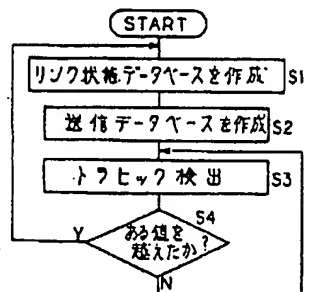 START
リンク状態データベースを作成 S1
送信データベースを作成 S2
トラヒック検出 S3
S4
ある値を
越えたか?
Y
N